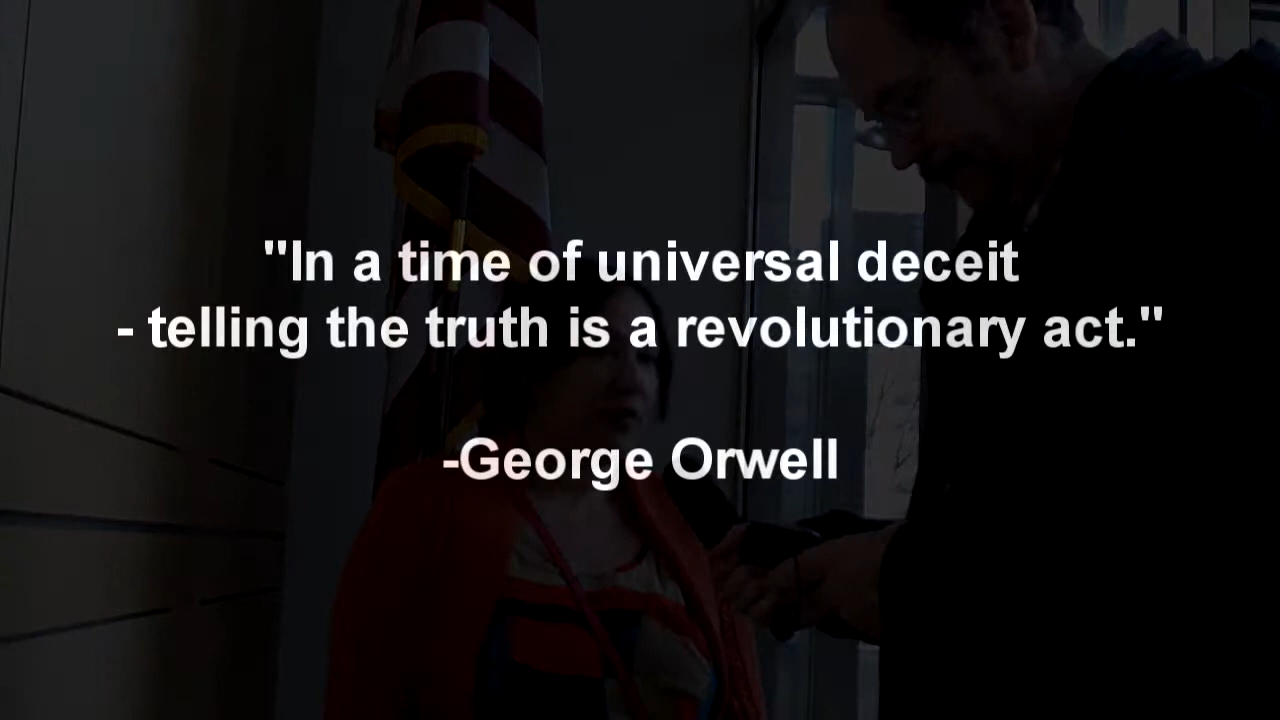 "In a time of universal deceit
- telling the truth is a revolutionary act."
-George Orwell